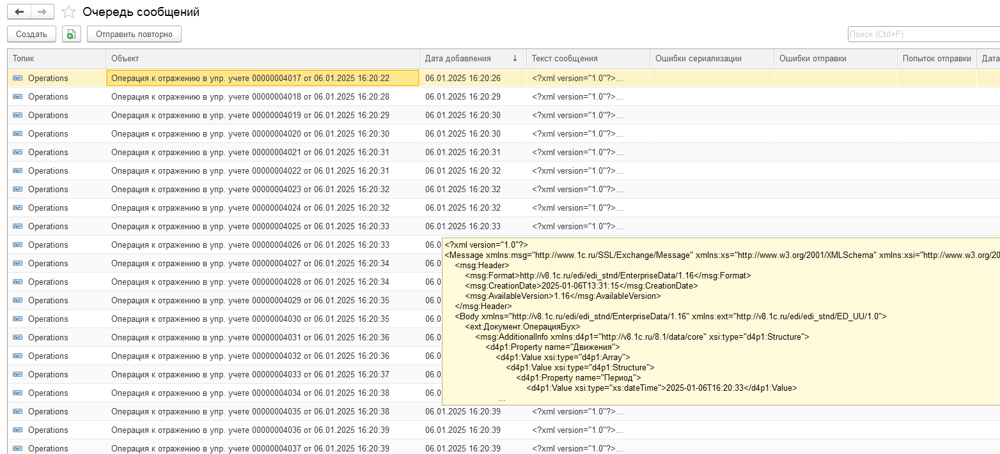 Очередь сообщений
Создать Отправить повторно Поиск (Ctrl+F)
Топик Объект Дата добавления ↓ Текст сообщения Ошибки сериализации Ошибки отправки Попыток отправки Дата
Operations Операция к отражению в упр. учете 00000004017 от 06.01.2025 16:20:22 06.01.2025 16:20:26 <?xml version="1.0"?>...
Operations Операция к отражению в упр. учете 00000004018 от 06.01.2025 16:20:28 06.01.2025 16:20:29 <?xml version="1.0"?>...
Operations Операция к отражению в упр. учете 00000004019 от 06.01.2025 16:20:29 06.01.2025 16:20:30 <?xml version="1.0"?>...
Operations Операция к отражению в упр. учете 00000004020 от 06.01.2025 16:20:30 06.01.2025 16:20:30 <?xml version="1.0"?>...
Operations Операция к отражению в упр. учете 00000004021 от 06.01.2025 16:20:31 06.01.2025 16:20:31 <?xml version="1.0"?>...
Operations Операция к отражению в упр. учете 00000004022 от 06.01.2025 16:20:31 06.01.2025 16:20:32 <?xml version="1.0"?>...
Operations Операция к отражению в упр. учете 00000004023 от 06.01.2025 16:20:32 06.01.2025 16:20:32 <?xml version="1.0"?>...
Operations Операция к отражению в упр. учете 00000004024 от 06.01.2025 16:20:32 06.01.2025 16:20:32 <?xml version="1.0"?>...
Operations Операция к отражению в упр. учете 00000004025 от 06.01.2025 16:20:33 06.01.2025 16:20:33 <?xml version="1.0"?>...
Operations Операция к отражению в упр. учете 00000004026 от 06.01.2025 16:20:33 06.0
Operations Операция к отражению в упр. учете 00000004027 от 06.01.2025 16:20:34 06.0
Operations Операция к отражению в упр. учете 00000004028 от 06.01.2025 16:20:34 06.0
Operations Операция к отражению в упр. учете 00000004029 от 06.01.2025 16:20:35 06.0
Operations Операция к отражению в упр. учете 00000004030 от 06.01.2025 16:20:35 06.0
Operations Операция к отражению в упр. учете 00000004031 от 06.01.2025 16:20:36 06.0
Operations Операция к отражению в упр. учете 00000004032 от 06.01.2025 16:20:36 06.0
Operations Операция к отражению в упр. учете 00000004033 от 06.01.2025 16:20:37 06.0
Operations Операция к отражению в упр. учете 00000004034 от 06.01.2025 16:20:38 06.0
<?xml version="1.0"?>
<Message xmlns:msg="http://www.1c.ru/SSL/Exchange/Message" xmlns:xs="http://www.w3.org/2001/XMLSchema" xmlns:xsi="http://www.w3.org/20
<msg:Header>
<msg:Format>http://v8.1c.ru/edi/edi_stnd/EnterpriseData/1.16</msg:Format>
<msg:CreationDate>2025-01-06T13:31:15</msg:CreationDate>
<msg:AvailableVersion>1.16</msg:AvailableVersion>
</msg:Header>
<Body xmlns="http://v8.1c.ru/edi/edi_stnd/EnterpriseData/1.16" xmlns:ext="http://v8.1c.ru/edi/edi_stnd/ED_UU/1.0">
<ext:Документ.ОперацияБух>
<msg:AdditionalInfo xmlns:d4p1="http://v8.1c.ru/8.1/data/core" xsi:type="d4p1:Structure">
<d4p1:Property name="Движения">
<d4p1:Value xsi:type="d4p1:Array">
<d4p1:Value xsi:type="d4p1:Structure">
<d4p1:Property name="Период">
<d4p1:Value xsi:type="xs:dateTime">2025-01-06T16:20:33</d4p1:Value>
...
Operations Операция к отражению в упр. учете 00000004035 от 06.01.2025 16:20:38 06.01.2025 16:20:39 <?xml version="1.0"?>...
Operations Операция к отражению в упр. учете 00000004036 от 06.01.2025 16:20:39 06.01.2025 16:20:39 <?xml version="1.0"?>...
Operations Операция к отражению в упр. учете 00000004037 от 06.01.2025 16:20:39 06.01.2025 16:20:39 <?xml version="1.0"?>...